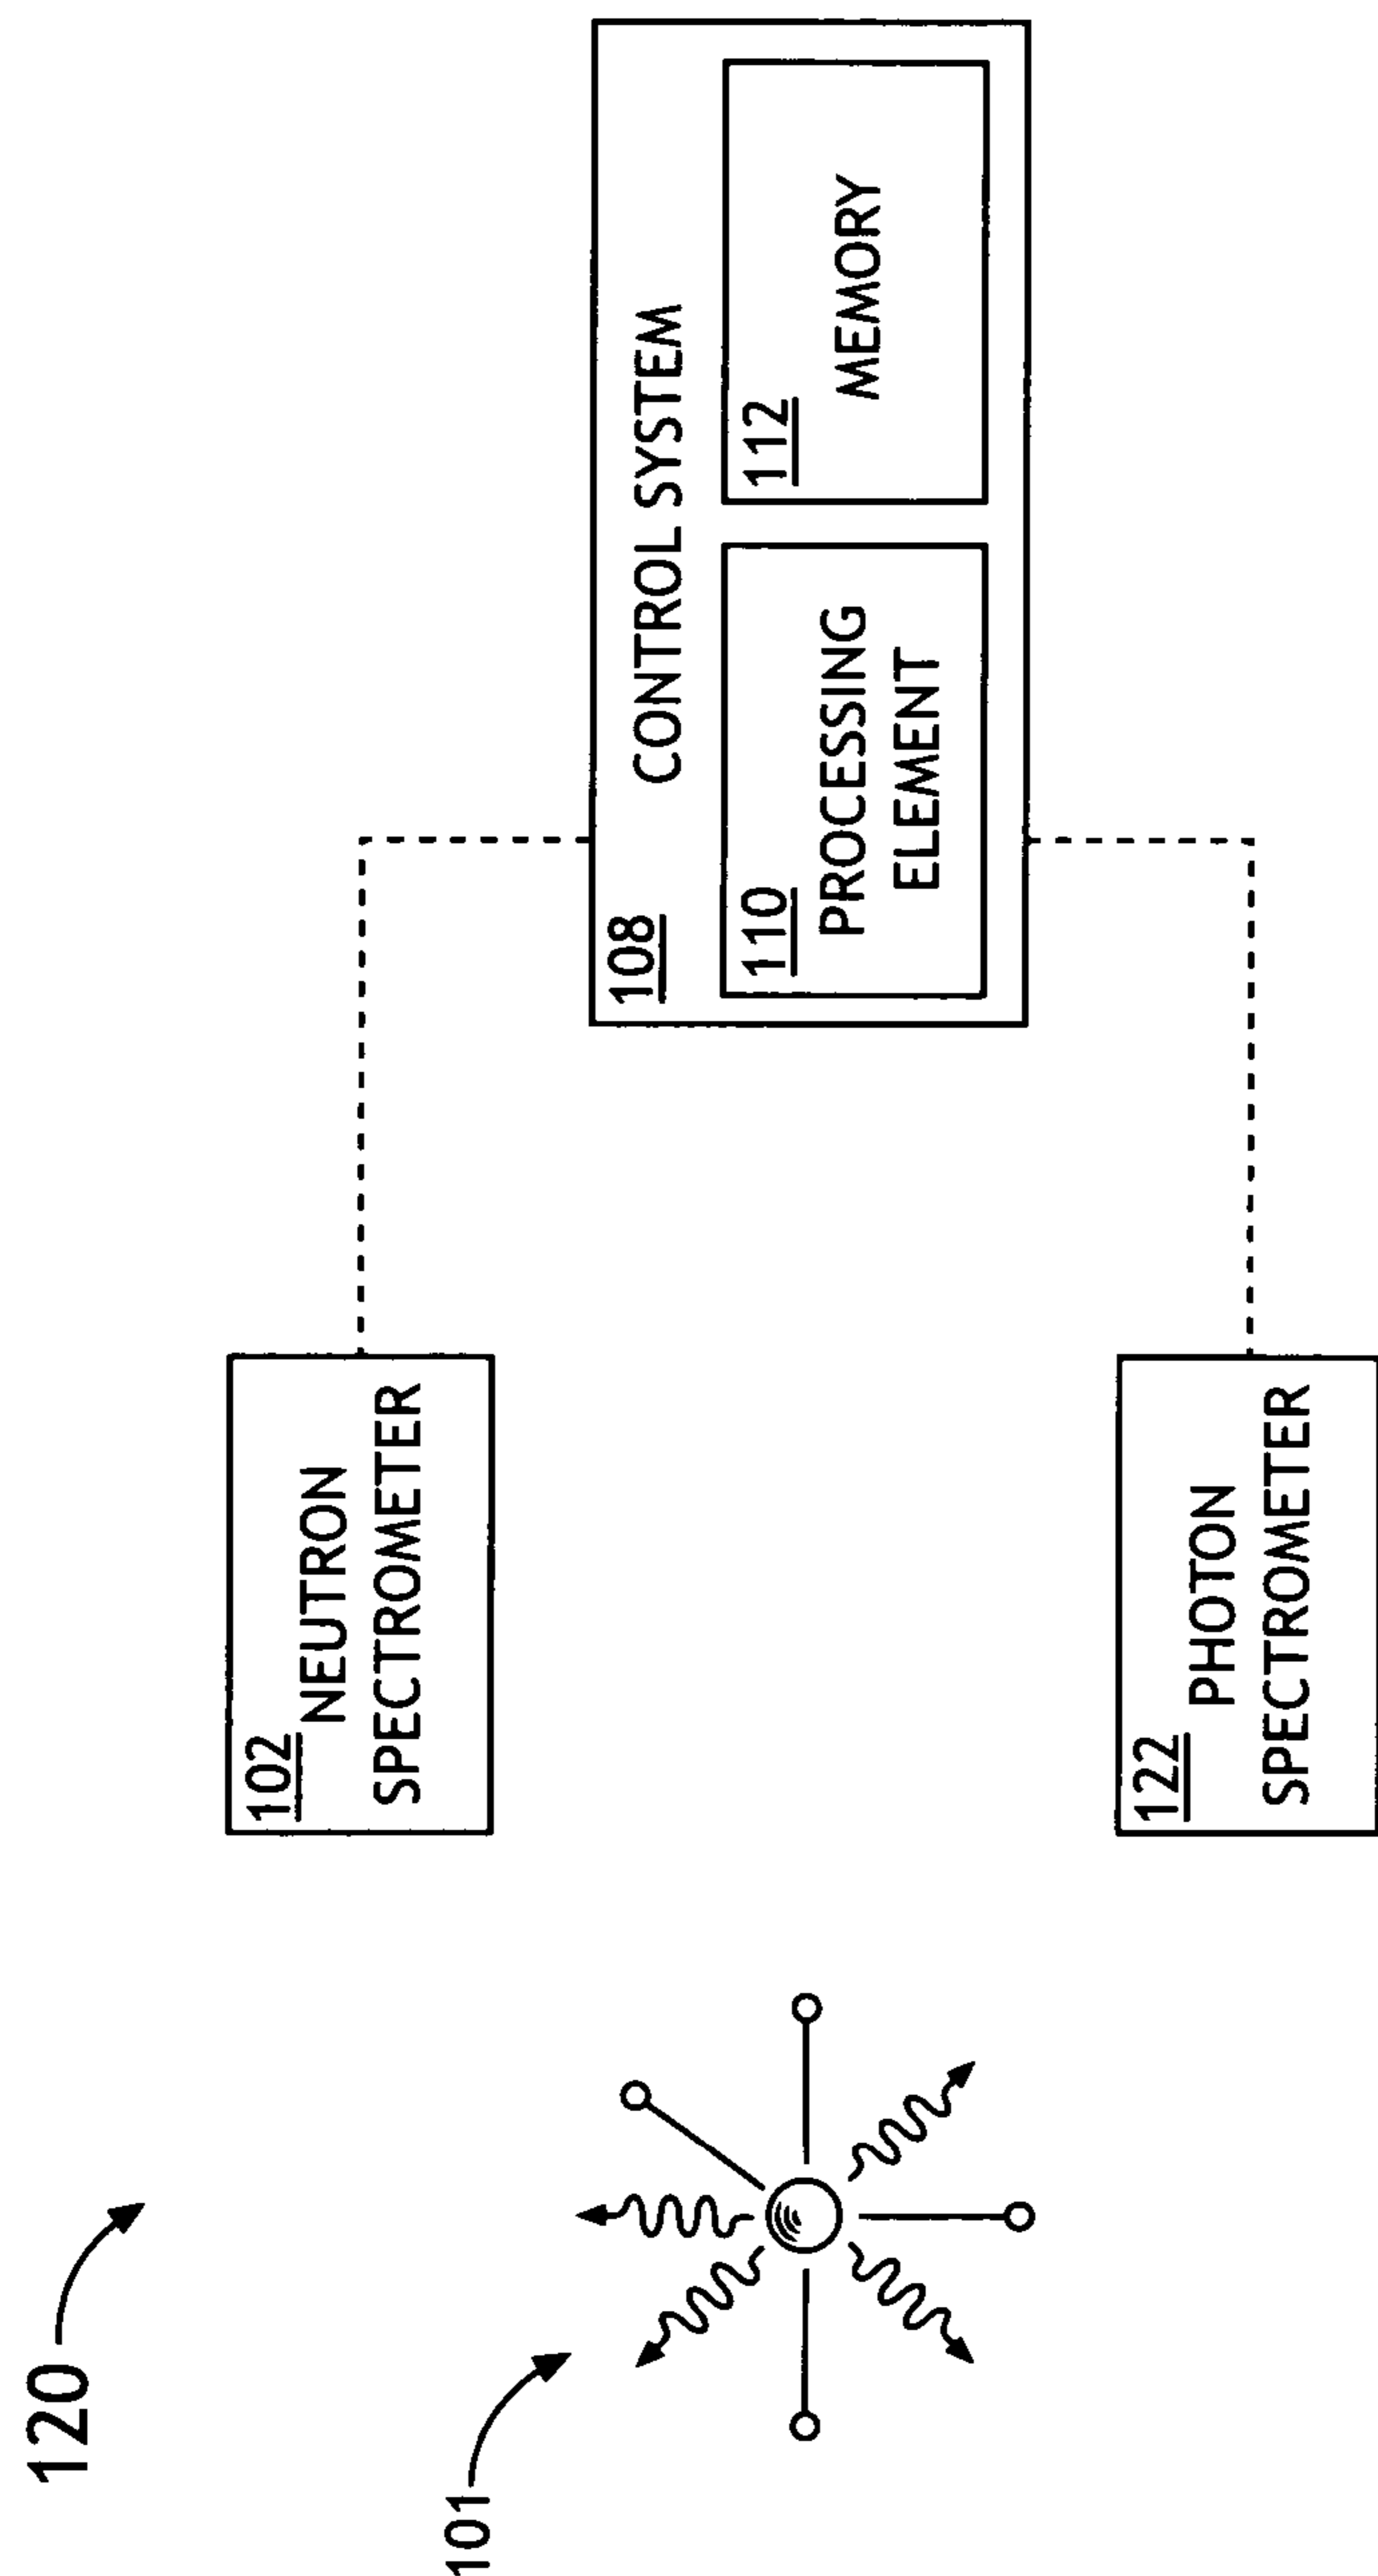 120
101
102
NEUTRON
SPECTROMETER
122
PHOTON
SPECTROMETER
108
CONTROL SYSTEM
110
PROCESSING
ELEMENT
112
MEMORY